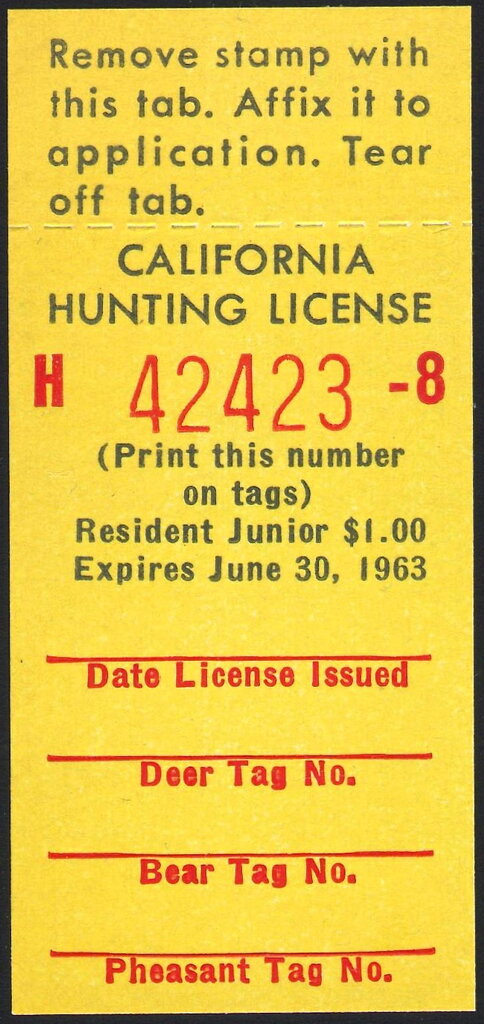 Remove stamp with
this tab. Affix it to
application. Tear
off tab.
CALIFORNIA
HUNTING LICENSE
H 42423 -8
(Print this number
on tags)
Resident Junior $1.00
Expires June 30, 1963
Date License Issued
Deer Tag No.
Bear Tag No.
Pheasant Tag No.